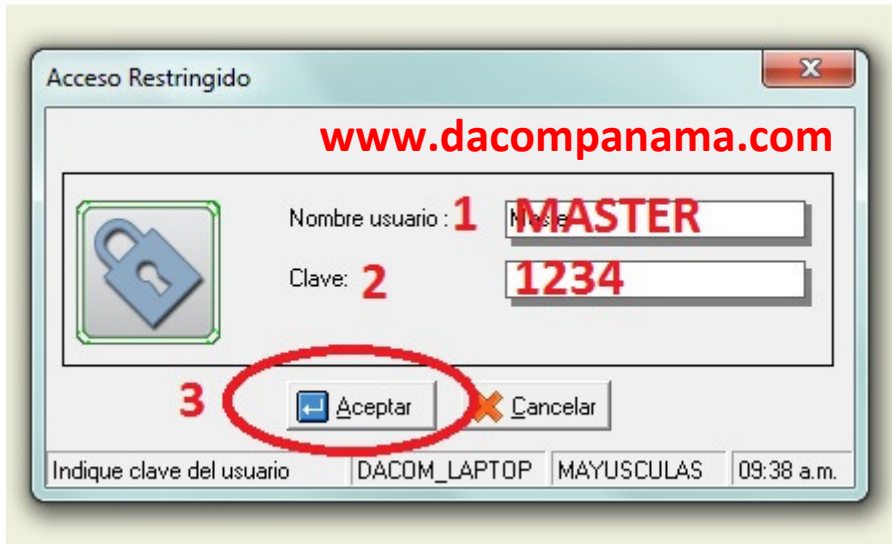 Acceso Restringido
www.dacompanama.com
Nombre usuario : 1 MASTER
Clave: 2 1234
3 Aceptar Cancelar
Indique clave del usuario DACOM_LAPTOP MAYUSCULAS 09:38 a.m.